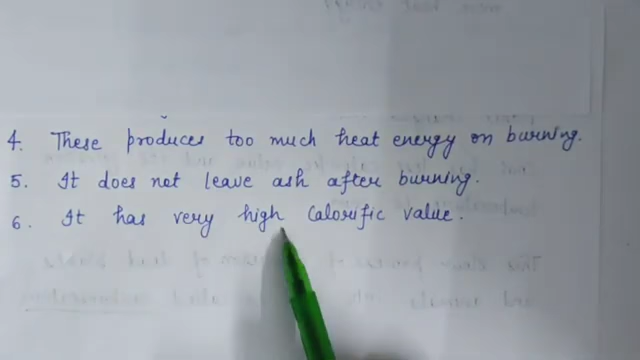 4. These produces too much heat energy on burning.
5. It does not leave ash after burning.
6. It has very high calorific value.